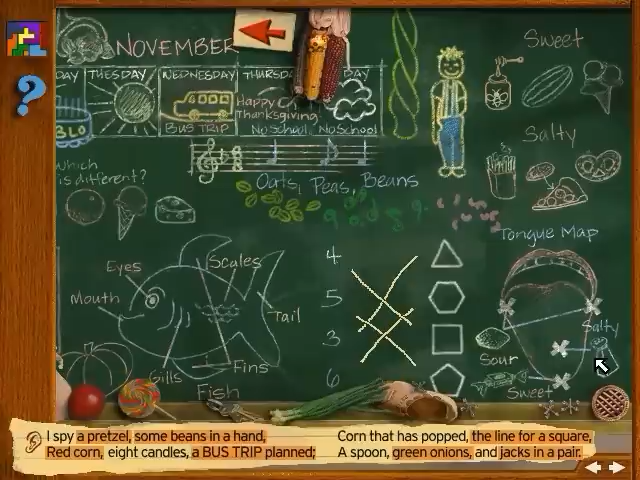 NOVEMBER
DAY TUESDAY WEDNESDAY THURSDA DAY
BUS TRIP
Happy
Thanksgiving
No School No School
Sweet
Salty
which
is different?
Oats, Peas, Beans
Tongue Map
Salty
Sour
Sweet
Eyes
Scales
Mouth
Tail
Gills
Fins
Fish
4
5
3
6
I spy a pretzel, some beans in a hand,
Red corn, eight candles, a BUS TRIP planned;
Corn that has popped, the line for a square,
A spoon, green onions, and jacks in a pair.